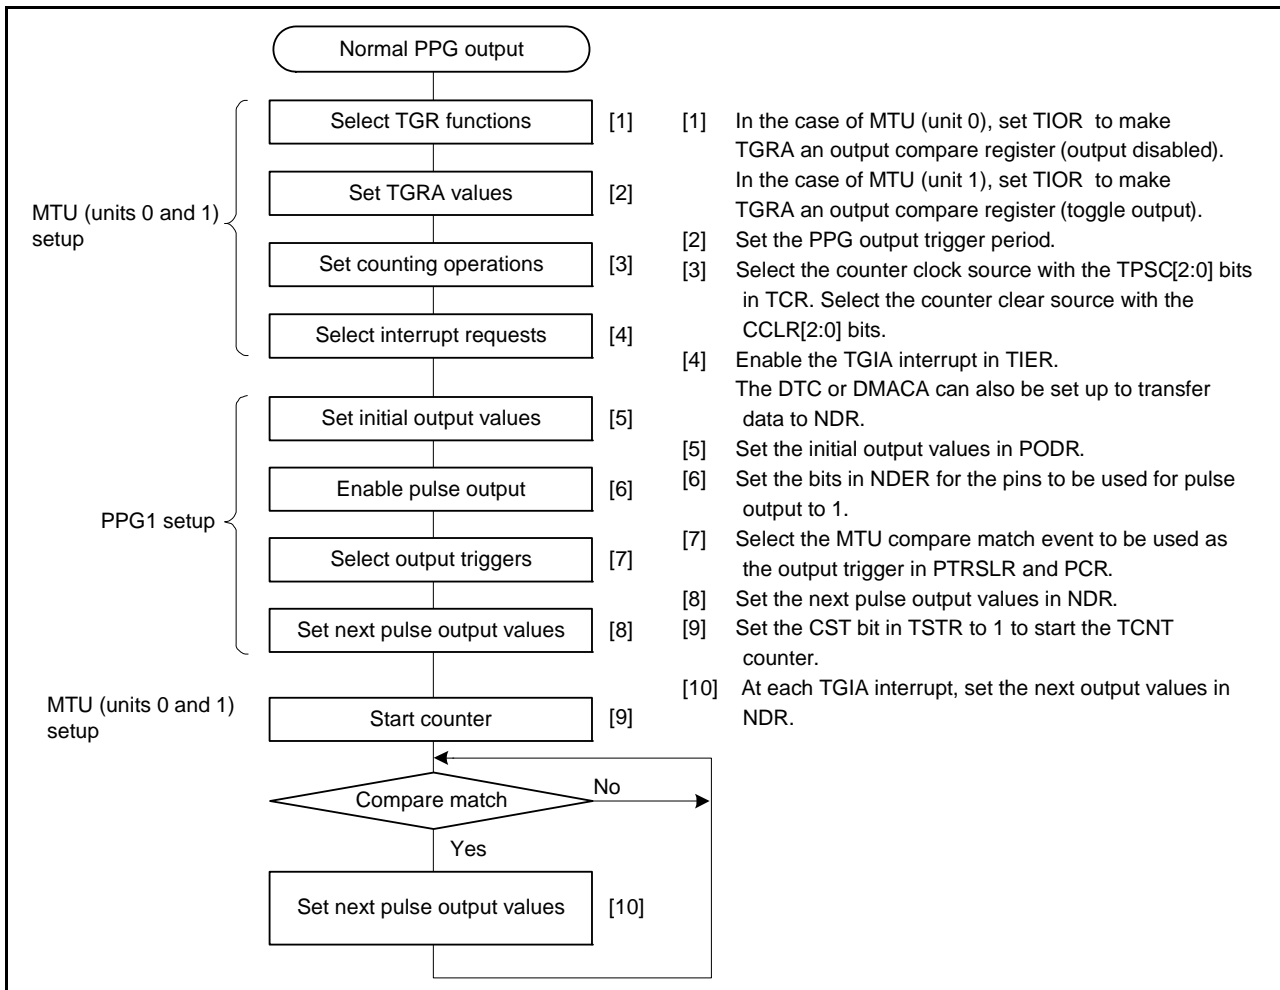 Normal PPG output
Select TGR functions [1]
Set TGRA values [2]
MTU (units 0 and 1)
setup
Set counting operations [3]
Select interrupt requests [4]
Set initial output values [5]
Enable pulse output [6]
PPG1 setup
Select output triggers [7]
Set next pulse output values [8]
MTU (units 0 and 1)
setup
Start counter [9]
Compare match
No
Yes
Set next pulse output values [10]
[1] In the case of MTU (unit 0), set TIOR to make
TGRA an output compare register (output disabled).
In the case of MTU (unit 1), set TIOR to make
TGRA an output compare register (toggle output).
[2] Set the PPG output trigger period.
[3] Select the counter clock source with the TPSC[2:0] bits
in TCR. Select the counter clear source with the
CCLR[2:0] bits.
[4] Enable the TGIA interrupt in TIER.
The DTC or DMACA can also be set up to transfer
data to NDR.
[5] Set the initial output values in PODR.
[6] Set the bits in NDER for the pins to be used for pulse
output to 1.
[7] Select the MTU compare match event to be used as
the output trigger in PTRSLR and PCR.
[8] Set the next pulse output values in NDR.
[9] Set the CST bit in TSTR to 1 to start the TCNT
counter.
[10] At each TGIA interrupt, set the next output values in
NDR.